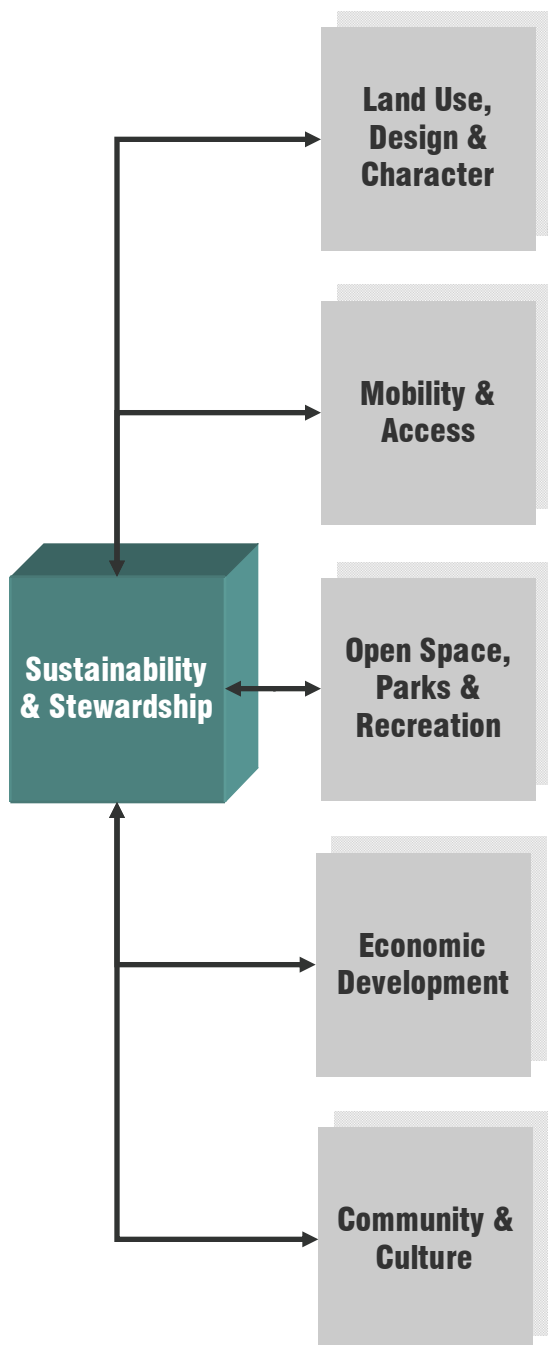 Land Use,
Design &
Character
Mobility &
Access
Sustainability
& Stewardship
Open Space,
Parks &
Recreation
Economic
Development
Community &
Culture